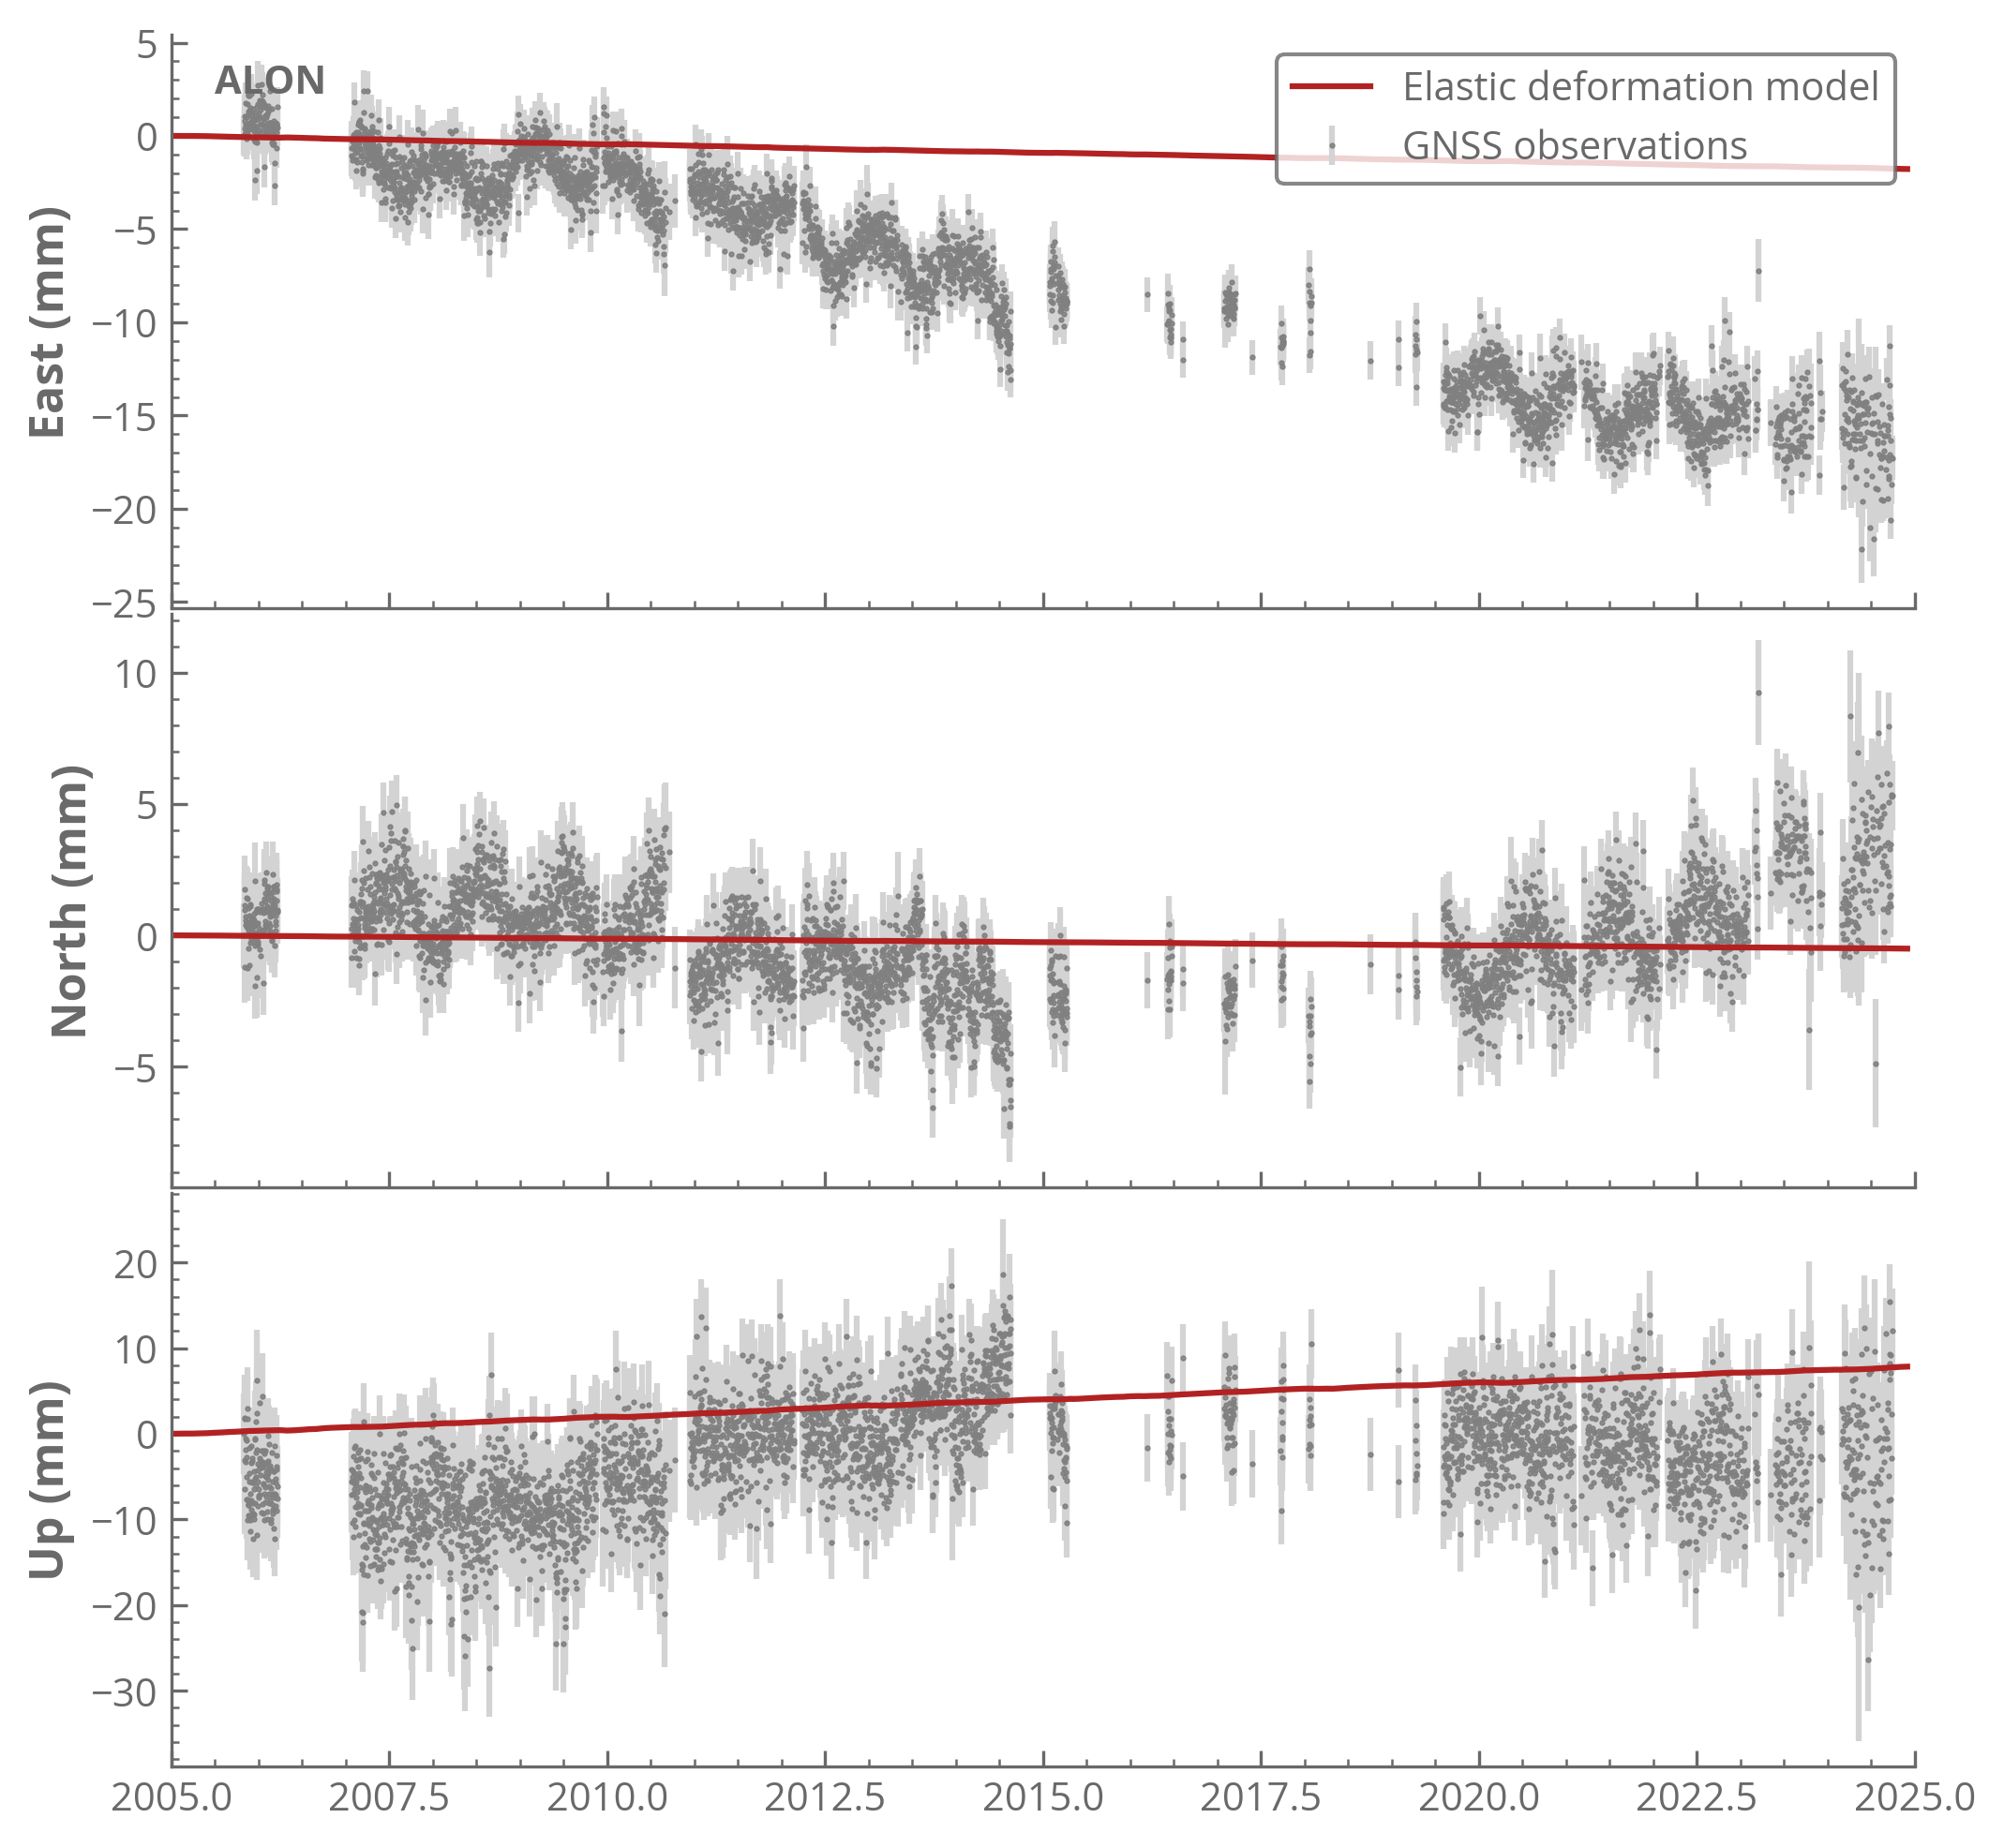 ALON
Elastic deformation model
GNSS observations
East (mm)
5
0
−5
−10
−15
−20
−25
North (mm)
10
5
0
−5
Up (mm)
20
10
0
−10
−20
−30
2005.0 2007.5 2010.0 2012.5 2015.0 2017.5 2020.0 2022.5 2025.0